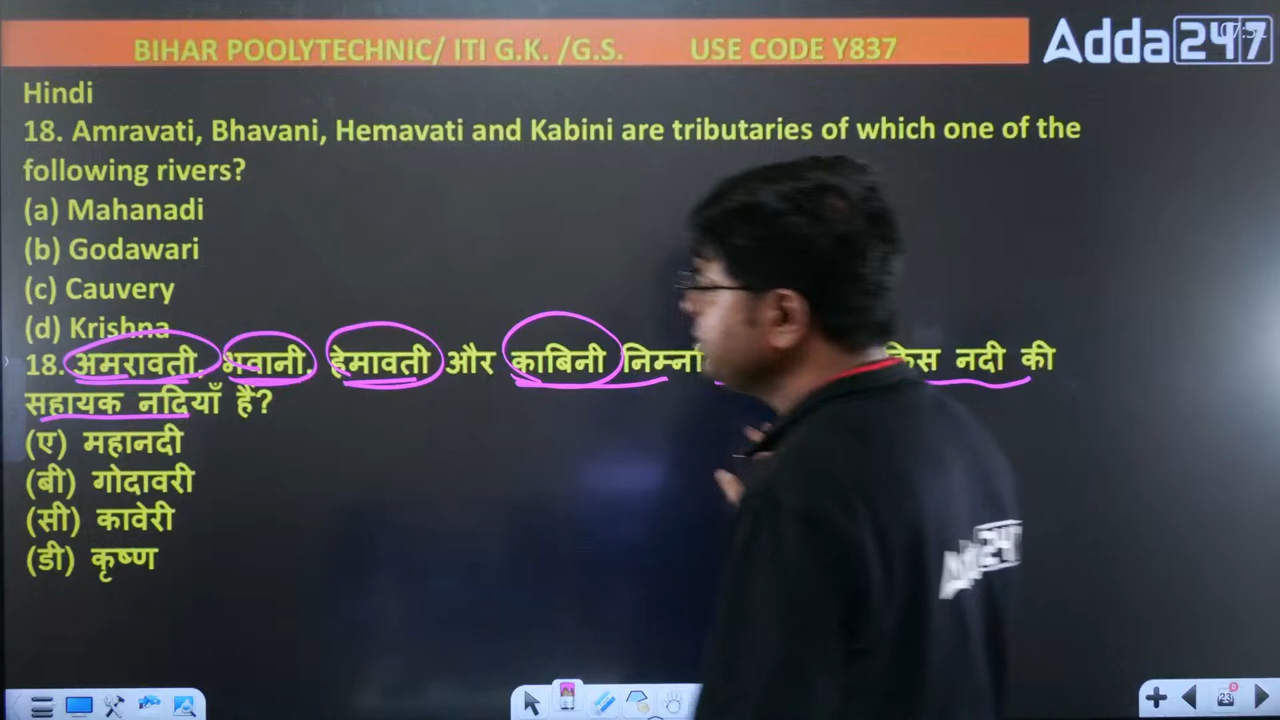 BIHAR POOLYTECHNIC/ ITI G.K. /G.S. USE CODE Y837
Adda247
Hindi
18. Amravati, Bhavani, Hemavati and Kabini are tributaries of which one of the
following rivers?
(a) Mahanadi
(b) Godawari
(c) Cauvery
(d) Krishna
18. अमरावती, भवानी, हेमावती और काबिनी नदी की
सहायक नदियाँ हैं?
(ए) महानदी
(बी) गोदावरी
(सी) कावेरी
(डी) कृष्ण
23